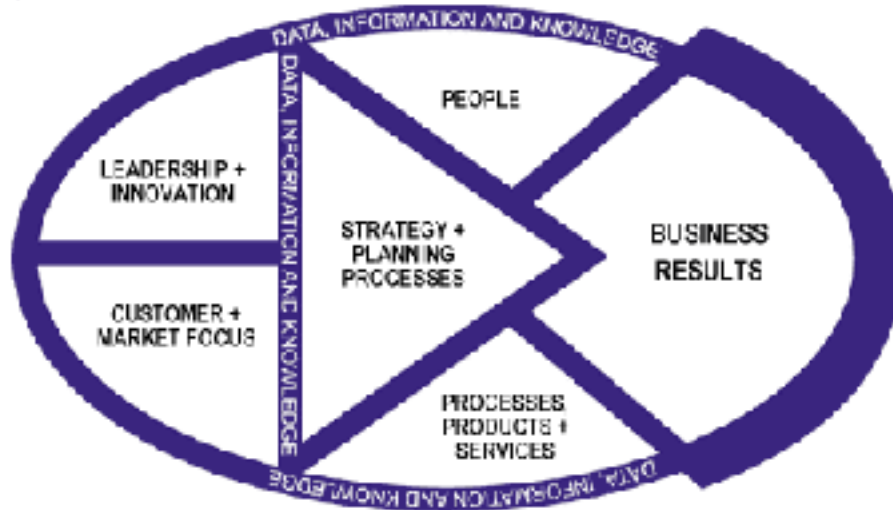 DATA, INFORMATION AND KNOWLEDGE
PEOPLE
LEADERSHIP +
INNOVATION
DATA, INFORMATION AND KNOWLEDGE
STRATEGY +
PLANNING
PROCESSES
BUSINESS
RESULTS
CUSTOMER +
MARKET FOCUS
PROCESSES,
PRODUCTS +
SERVICES
DATA, INFORMATION AND KNOWLEDGE